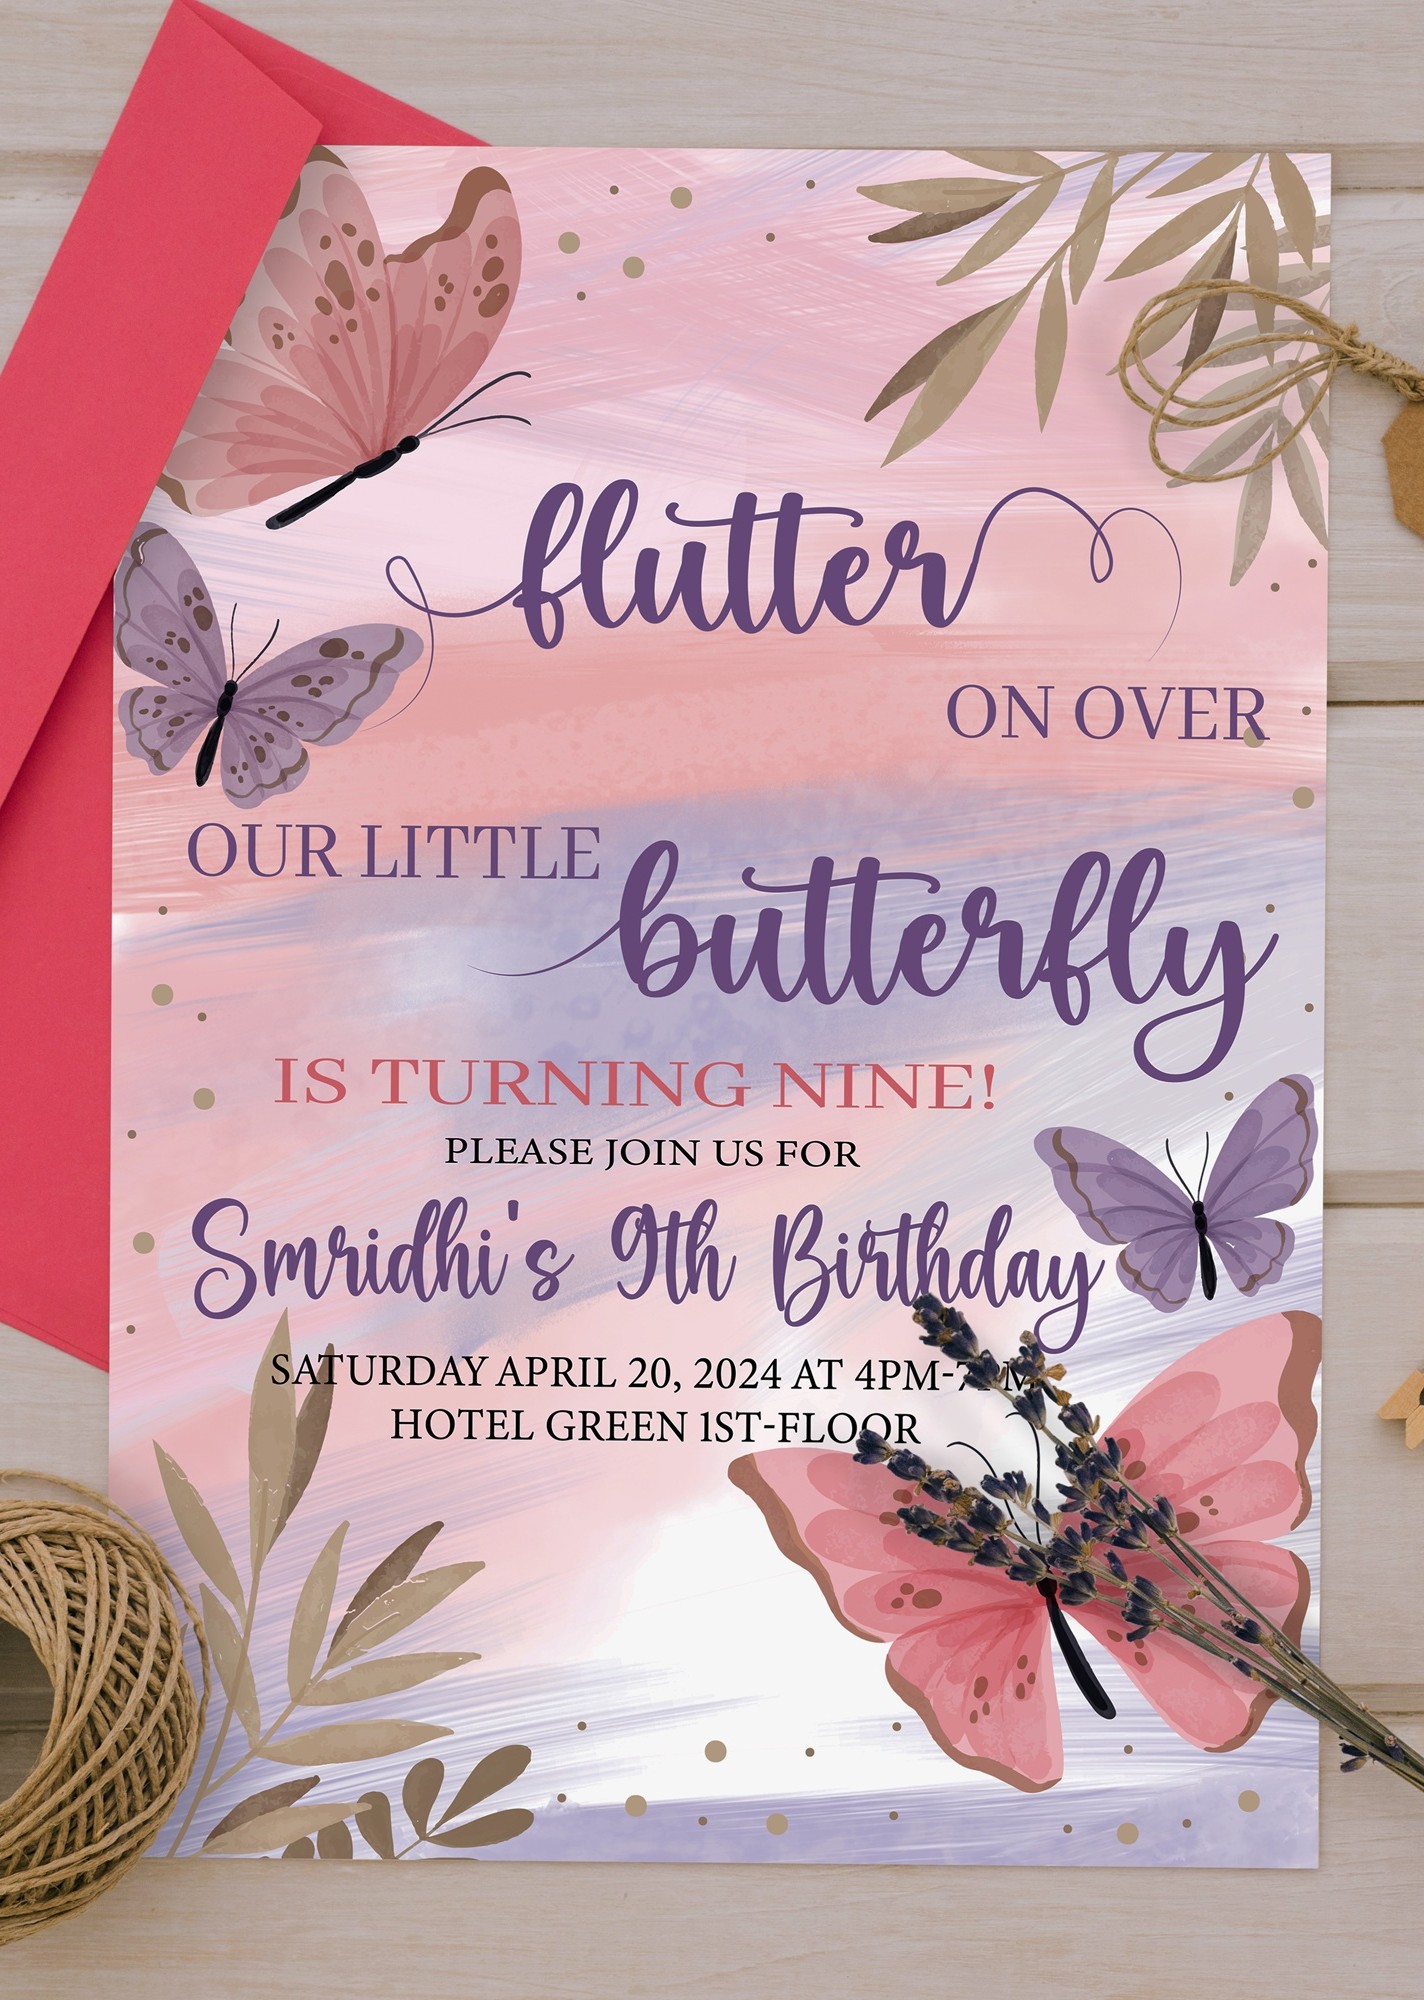 flutter
ON OVER
OUR LITTLE
butterfly
IS TURNING NINE!
PLEASE JOIN US FOR
Smridhi's 9th Birthday
SATURDAY APRIL 20, 2024 AT 4PM-7PM
HOTEL GREEN 1ST-FLOOR